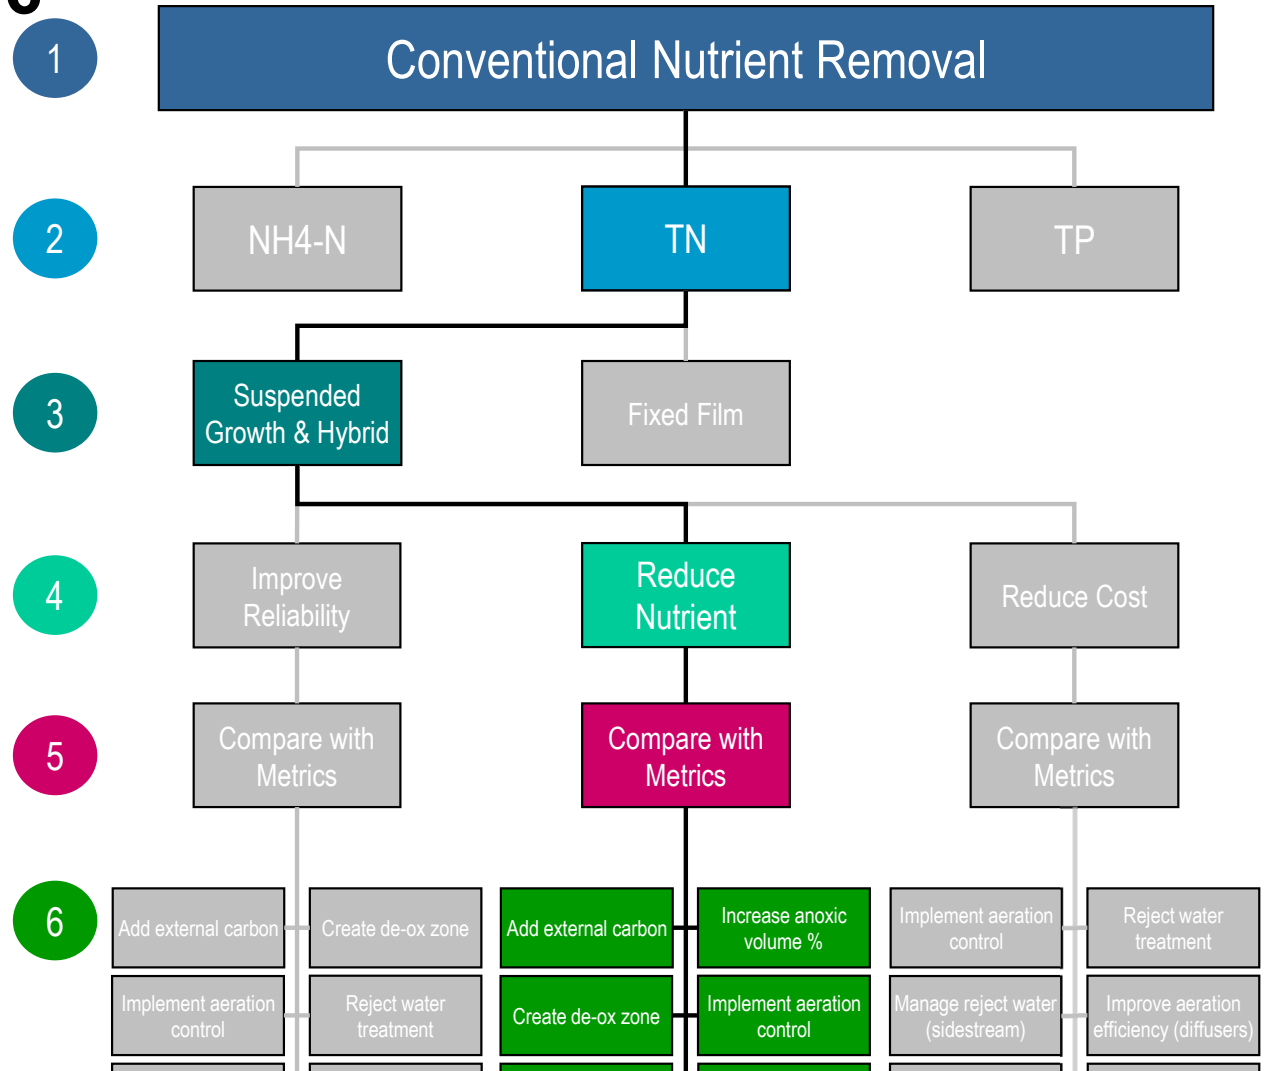 1
Conventional Nutrient Removal
2
NH4-N
TN
TP
3
Suspended
Growth & Hybrid
Fixed Film
4
Improve
Reliability
Reduce
Nutrient
Reduce Cost
5
Compare with
Metrics
Compare with
Metrics
Compare with
Metrics
6
Add external carbon
Create de-ox zone
Add external carbon
Increase anoxic
volume %
Implement aeration
control
Reject water
treatment
Implement aeration
control
Reject water
treatment
Create de-ox zone
Implement aeration
control
Manage reject water
(sidestream)
Improve aeration
efficiency (diffusers)